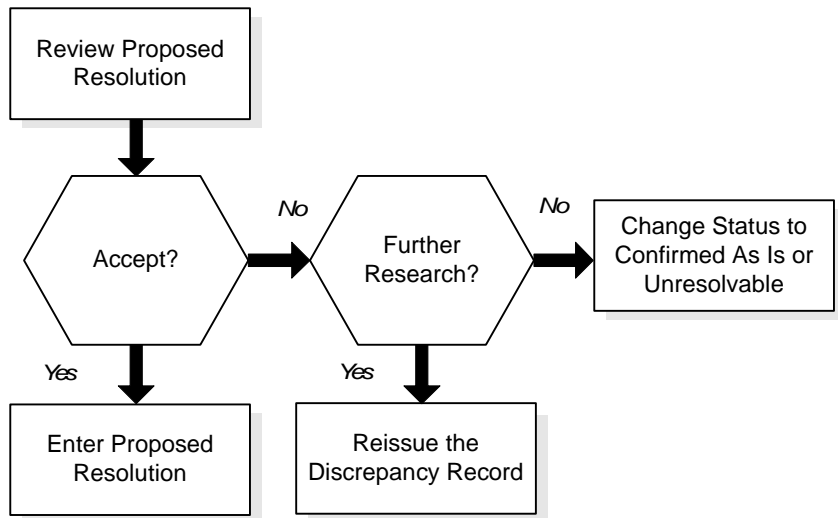 Review Proposed
Resolution
Accept?
No
Further
Research?
No
Change Status to
Confirmed As Is or
Unresolvable
Yes
Enter Proposed
Resolution
Yes
Reissue the
Discrepancy Record